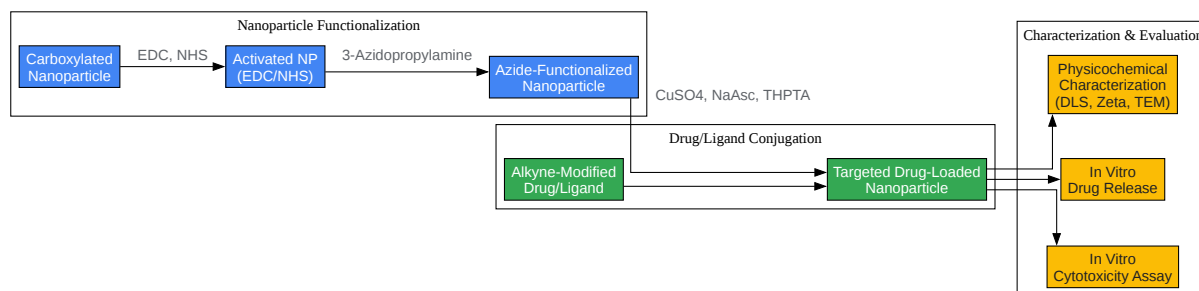 Nanoparticle Functionalization
Carboxylated
Nanoparticle
EDC, NHS
Activated NP
(EDC/NHS)
3-Azidopropylamine
Azide-Functionalized
Nanoparticle
CuSO4, NaAsc, THPTA
Drug/Ligand Conjugation
Alkyne-Modified
Drug/Ligand
Targeted Drug-Loaded
Nanoparticle
Characterization & Evaluation
Physicochemical
Characterization
(DLS, Zeta, TEM)
In Vitro
Drug Release
In Vitro
Cytotoxicity Assay